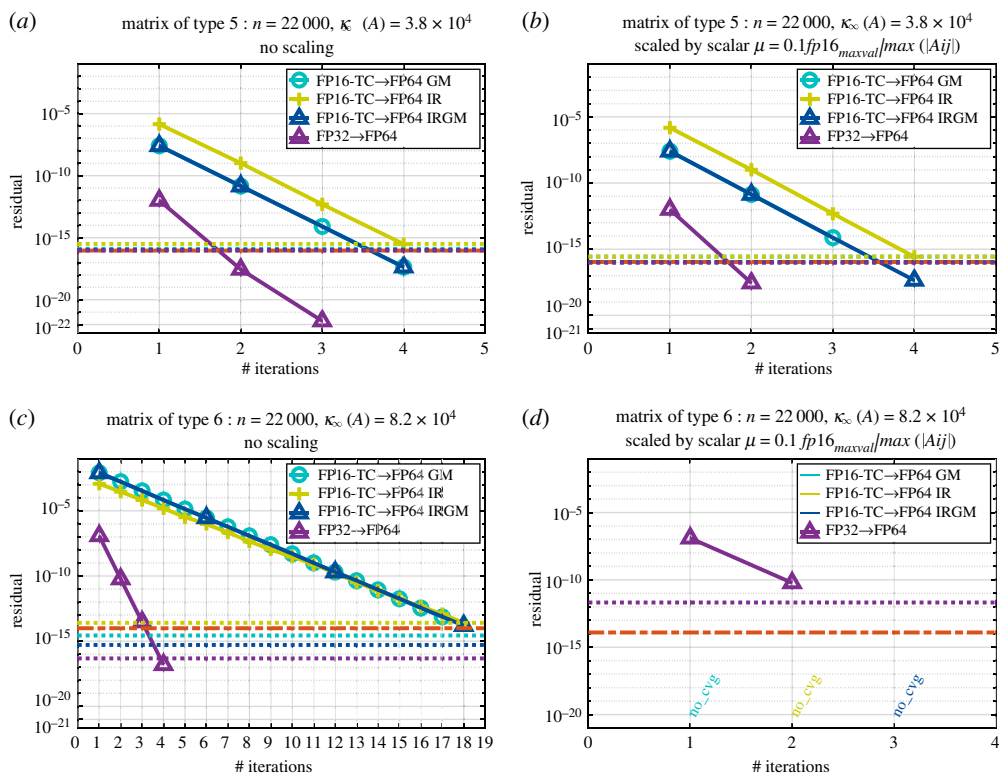 (a)
matrix of type 5 : n = 22 000, κ∞ (A) = 3.8 × 10⁴
no scaling
FP16-TC→FP64 GM
FP16-TC→FP64 IR
FP16-TC→FP64 IRGM
FP32→FP64
residual
10⁻⁵
10⁻¹⁰
10⁻¹⁵
10⁻²⁰
10⁻²²
0 1 2 3 4 5
# iterations
(b)
matrix of type 5 : n = 22 000, κ∞ (A) = 3.8 × 10⁴
scaled by scalar μ = 0.1fp16maxval/max (|Aij|)
FP16-TC→FP64 GM
FP16-TC→FP64 IR
FP16-TC→FP64 IRGM
FP32→FP64
residual
10⁻⁵
10⁻¹⁰
10⁻¹⁵
10⁻²⁰
10⁻²¹
0 1 2 3 4 5
# iterations
(c)
matrix of type 6 : n = 22 000, κ∞ (A) = 8.2 × 10⁴
no scaling
FP16-TC→FP64 GM
FP16-TC→FP64 IR
FP16-TC→FP64 IRGM
FP32→FP64
residual
10⁻⁵
10⁻¹⁰
10⁻¹⁵
10⁻²⁰
10⁻²¹
0 1 2 3 4 5 6 7 8 9 10 11 12 13 14 15 16 17 18 19
# iterations
(d)
matrix of type 6 : n = 22 000, κ∞ (A) = 8.2 × 10⁴
scaled by scalar μ = 0.1 fp16maxval/max (|Aij|)
FP16-TC→FP64 GM
FP16-TC→FP64 IR
FP16-TC→FP64 IRGM
FP32→FP64
residual
10⁻⁵
10⁻¹⁰
10⁻¹⁵
10⁻²⁰
no_cvg
no_cvg
no_cvg
0 1 2 3 4
# iterations